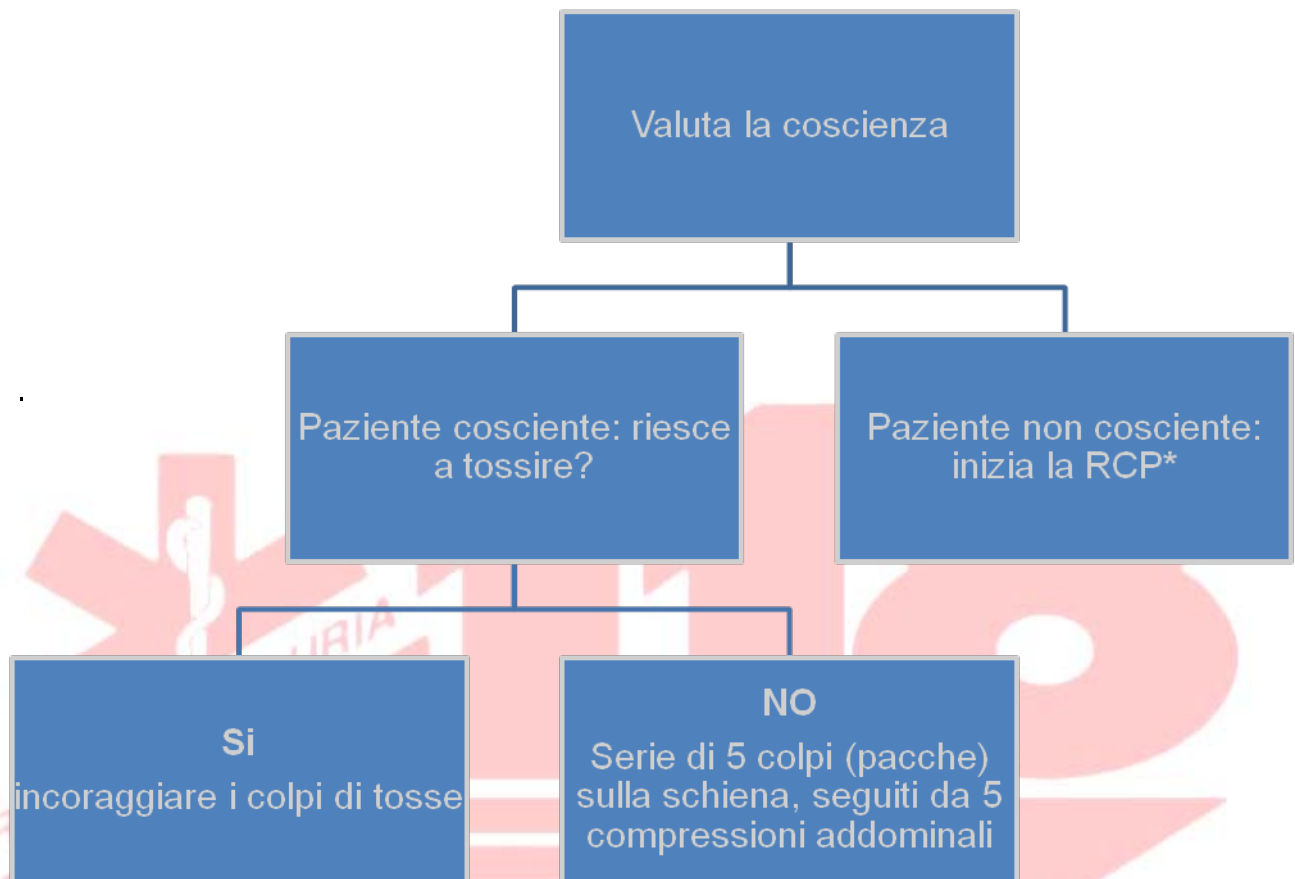 Valuta la coscienza
Paziente cosciente: riesce
a tossire?
Paziente non cosciente:
inizia la RCP*
Si
incoraggiare i colpi di tosse
NO
Serie di 5 colpi (pacche)
sulla schiena, seguiti da 5
compressioni addominali